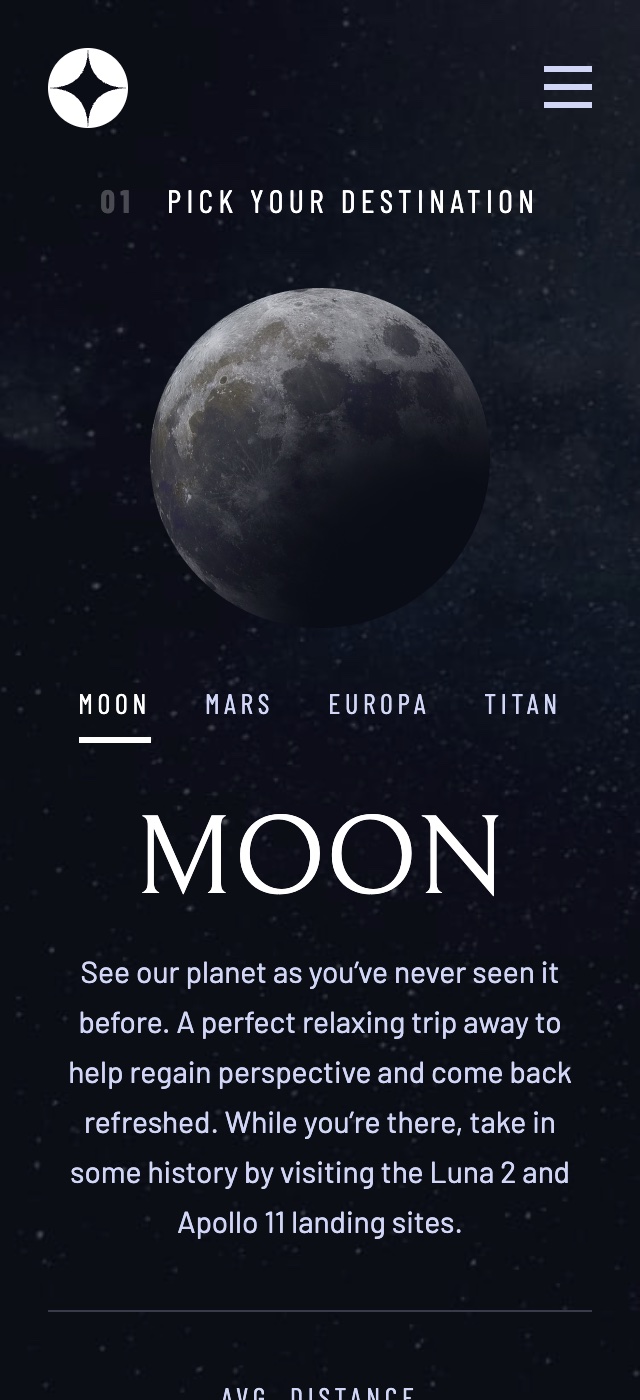 01 PICK YOUR DESTINATION
MOON MARS EUROPA TITAN
MOON
See our planet as you’ve never seen it
before. A perfect relaxing trip away to
help regain perspective and come back
refreshed. While you’re there, take in
some history by visiting the Luna 2 and
Apollo 11 landing sites.
AVG. DISTANCE